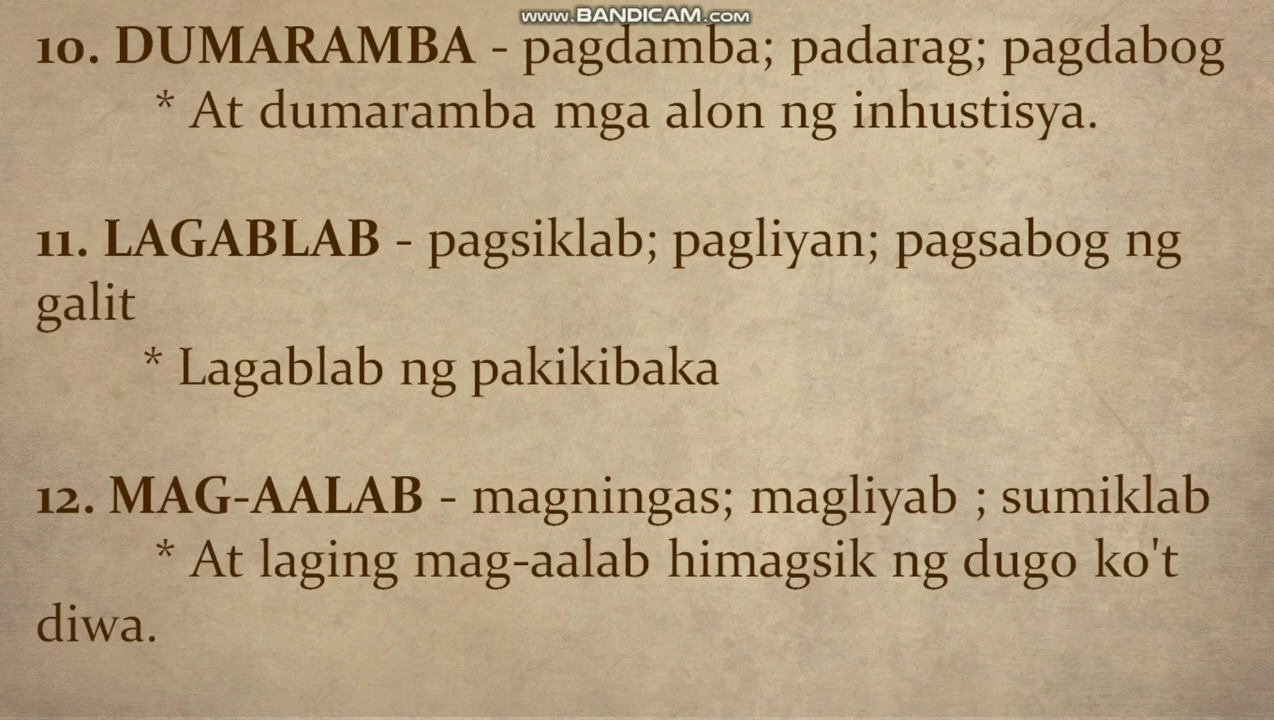 www.BANDICAM.com
10. DUMARAMBA - pagdamba; padarag; pagdabog
* At dumaramba mga alon ng inhustisya.
11. LAGABLAB - pagsiklab; pagliyan; pagsabog ng
galit
* Lagablab ng pakikibaka
12. MAG-AALAB - magningas; magliyab ; sumiklab
* At laging mag-aalab himagsik ng dugo ko't
diwa.